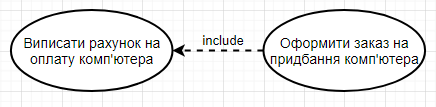 Виписати рахунок на
оплату комп'ютера
include
Оформити заказ на
придбання комп'ютера